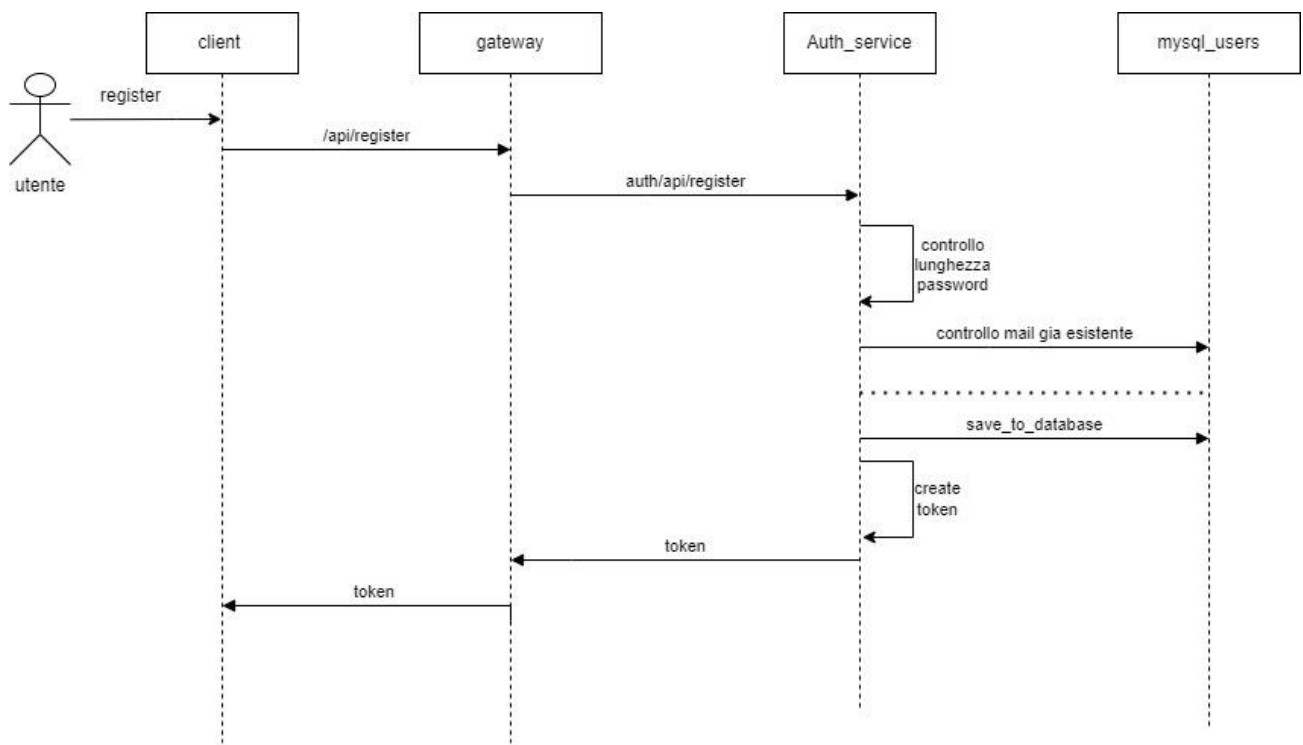 client
gateway
Auth_service
mysql_users
register
utente
/api/register
auth/api/register
controllo
lunghezza
password
controllo mail gia esistente
save_to_database
create
token
token
token